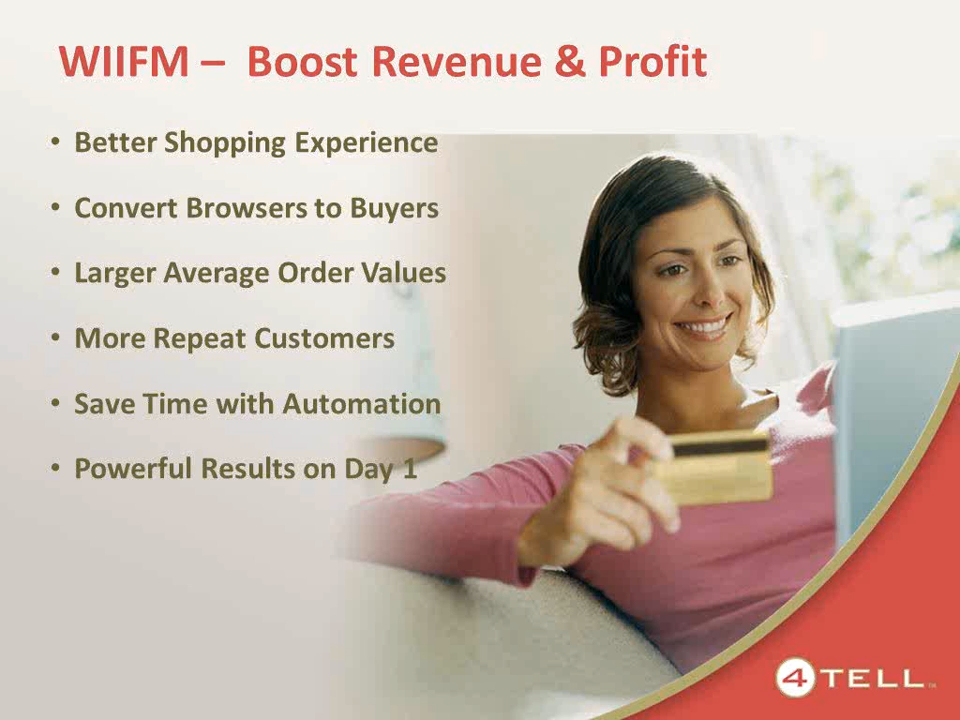 WIIFM – Boost Revenue & Profit
• Better Shopping Experience
• Convert Browsers to Buyers
• Larger Average Order Values
• More Repeat Customers
• Save Time with Automation
• Powerful Results on Day 1
4TELL™